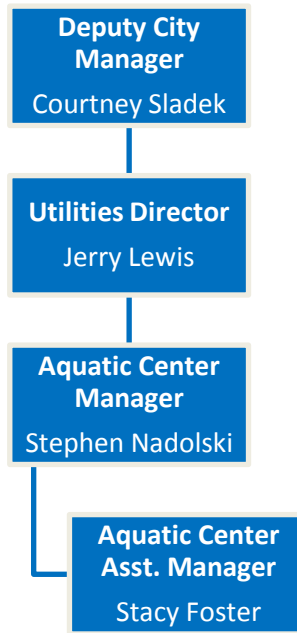 Deputy City
Manager
Courtney Sladek
Utilities Director
Jerry Lewis
Aquatic Center
Manager
Stephen Nadolski
Aquatic Center
Asst. Manager
Stacy Foster